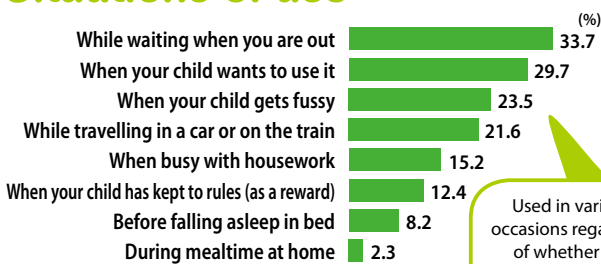 (%)
While waiting when you are out 33.7
When your child wants to use it 29.7
When your child gets fussy 23.5
While travelling in a car or on the train 21.6
When busy with housework 15.2
When your child has kept to rules (as a reward) 12.4
Before falling asleep in bed 8.2
During mealtime at home 2.3
Used in
occasions
of whether